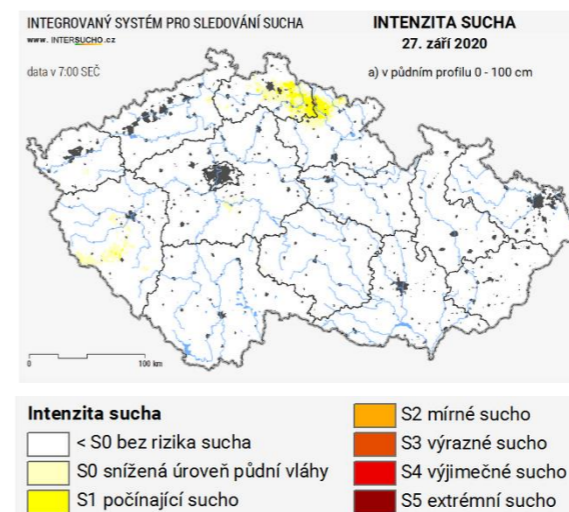 INTEGROVANÝ SYSTÉM PRO SLEDOVÁNÍ SUCHA
www. INTERSUCHO.cz
INTENZITA SUCHA
27. září 2020
data v 7:00 SEČ
a) v půdním profilu 0 - 100 cm
0 100 km
Intenzita sucha
< S0 bez rizika sucha
S0 snížená úroveň půdní vláhy
S1 počínající sucho
S2 mírné sucho
S3 výrazné sucho
S4 výjimečné sucho
S5 extrémní sucho